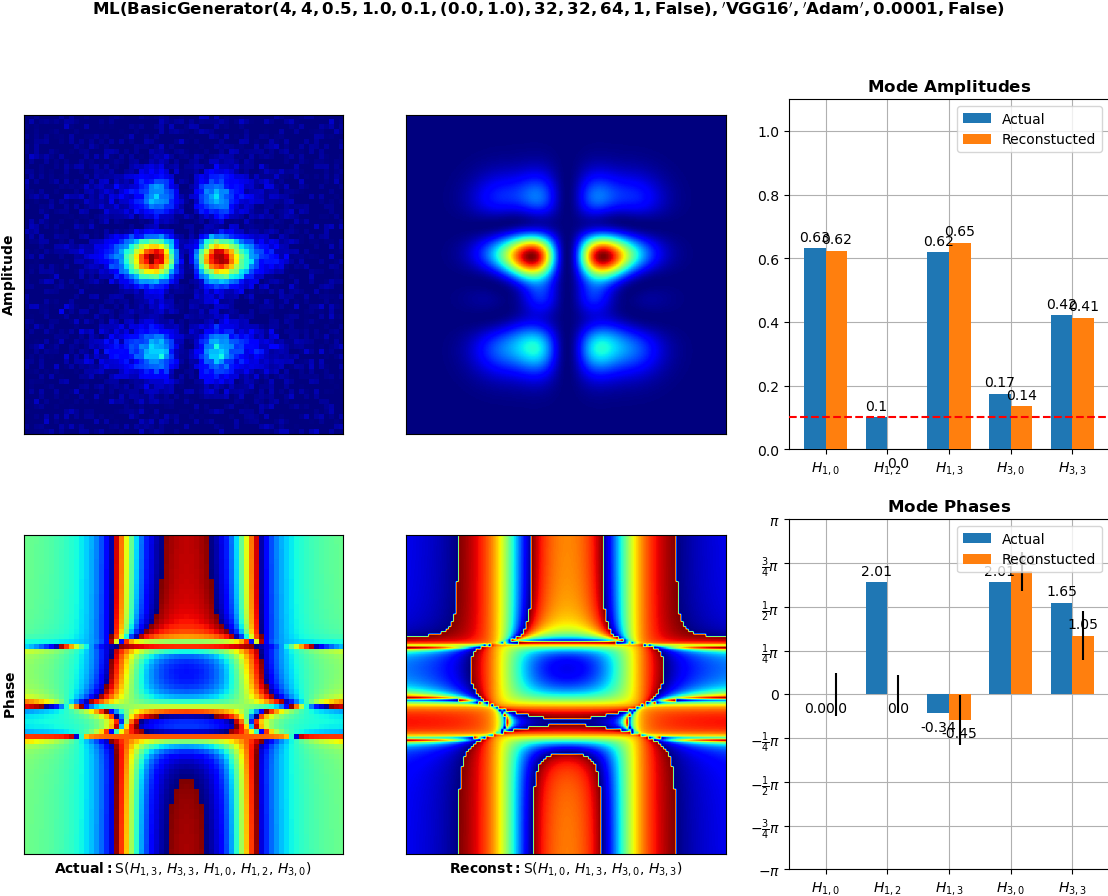 ML(BasicGenerator(4, 4, 0.5, 1.0, 0.1, (0.0, 1.0), 32, 32, 64, 1, False), ′VGG16′, ′Adam′, 0.0001, False)
Amplitude
Mode Amplitudes
Actual
Reconstucted
1.0
0.8
0.6
0.4
0.2
0.0
0.63
0.62
0.1
0.0
0.62
0.65
0.17
0.14
0.42
0.41
H1,0
H1,2
H1,3
H3,0
H3,3
Phase
Actual: S(H1,3, H3,3, H1,0, H1,2, H3,0)
Reconst: S(H1,0, H1,3, H3,0, H3,3)
Mode Phases
Actual
Reconstucted
π
3/4π
1/2π
1/4π
0
−1/4π
−1/2π
−3/4π
−π
0.0
0.0
2.01
0.0
-0.34
-0.45
2.01
1.65
1.05
H1,0
H1,2
H1,3
H3,0
H3,3